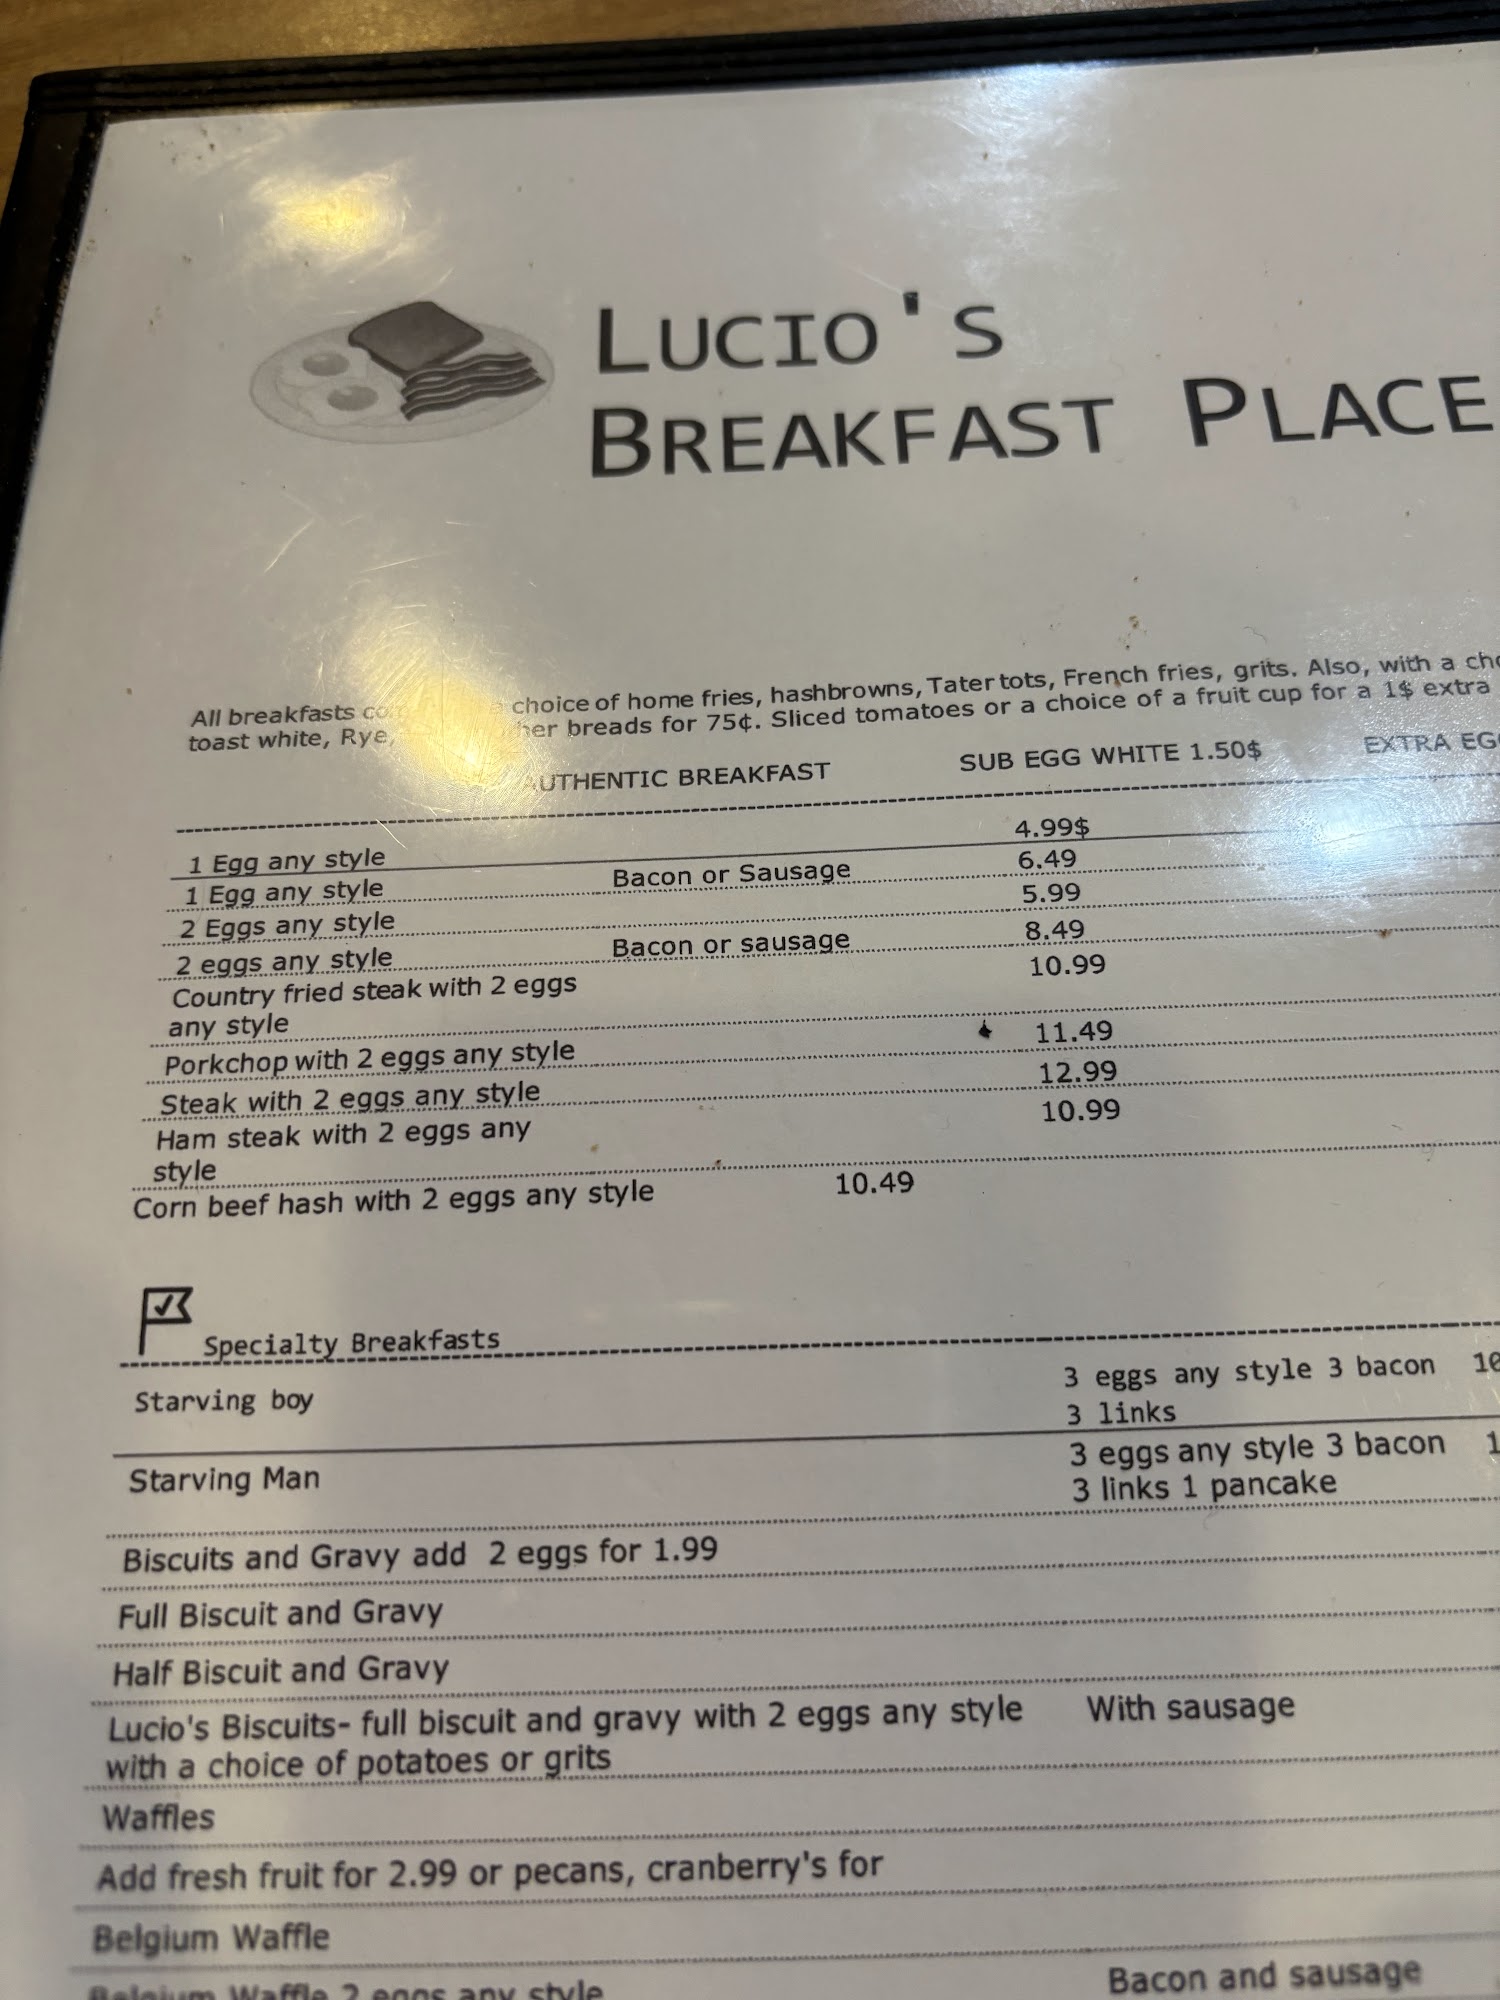 LUCIO'S
BREAKFAST PLACE
All breakfasts choice of home fries, hashbrowns, Tater tots, French fries, grits. Also, with a
toast white, Rye, breads for 75¢. Sliced tomatoes or a choice of a fruit cup for a 1$ extra
AUTHENTIC BREAKFAST SUB EGG WHITE 1.50$ EXTRA
1 Egg any style 4.99$
1 Egg any style Bacon or Sausage 6.49
2 Eggs any style 5.99
2 eggs any style Bacon or sausage 8.49
Country fried steak with 2 eggs 10.99
any style
Porkchop with 2 eggs any style 11.49
Steak with 2 eggs any style 12.99
Ham steak with 2 eggs any 10.99
style
Corn beef hash with 2 eggs any style 10.49
Specialty Breakfasts
Starving boy 3 eggs any style 3 bacon
3 links
Starving Man 3 eggs any style 3 bacon
3 links 1 pancake
Biscuits and Gravy add 2 eggs for 1.99
Full Biscuit and Gravy
Half Biscuit and Gravy
Lucio's Biscuits- full biscuit and gravy with 2 eggs any style With sausage
with a choice of potatoes or grits
Waffles
Add fresh fruit for 2.99 or pecans, cranberry's for
Belgium Waffle
Belgium Waffle 2 eggs any style Bacon and sausage